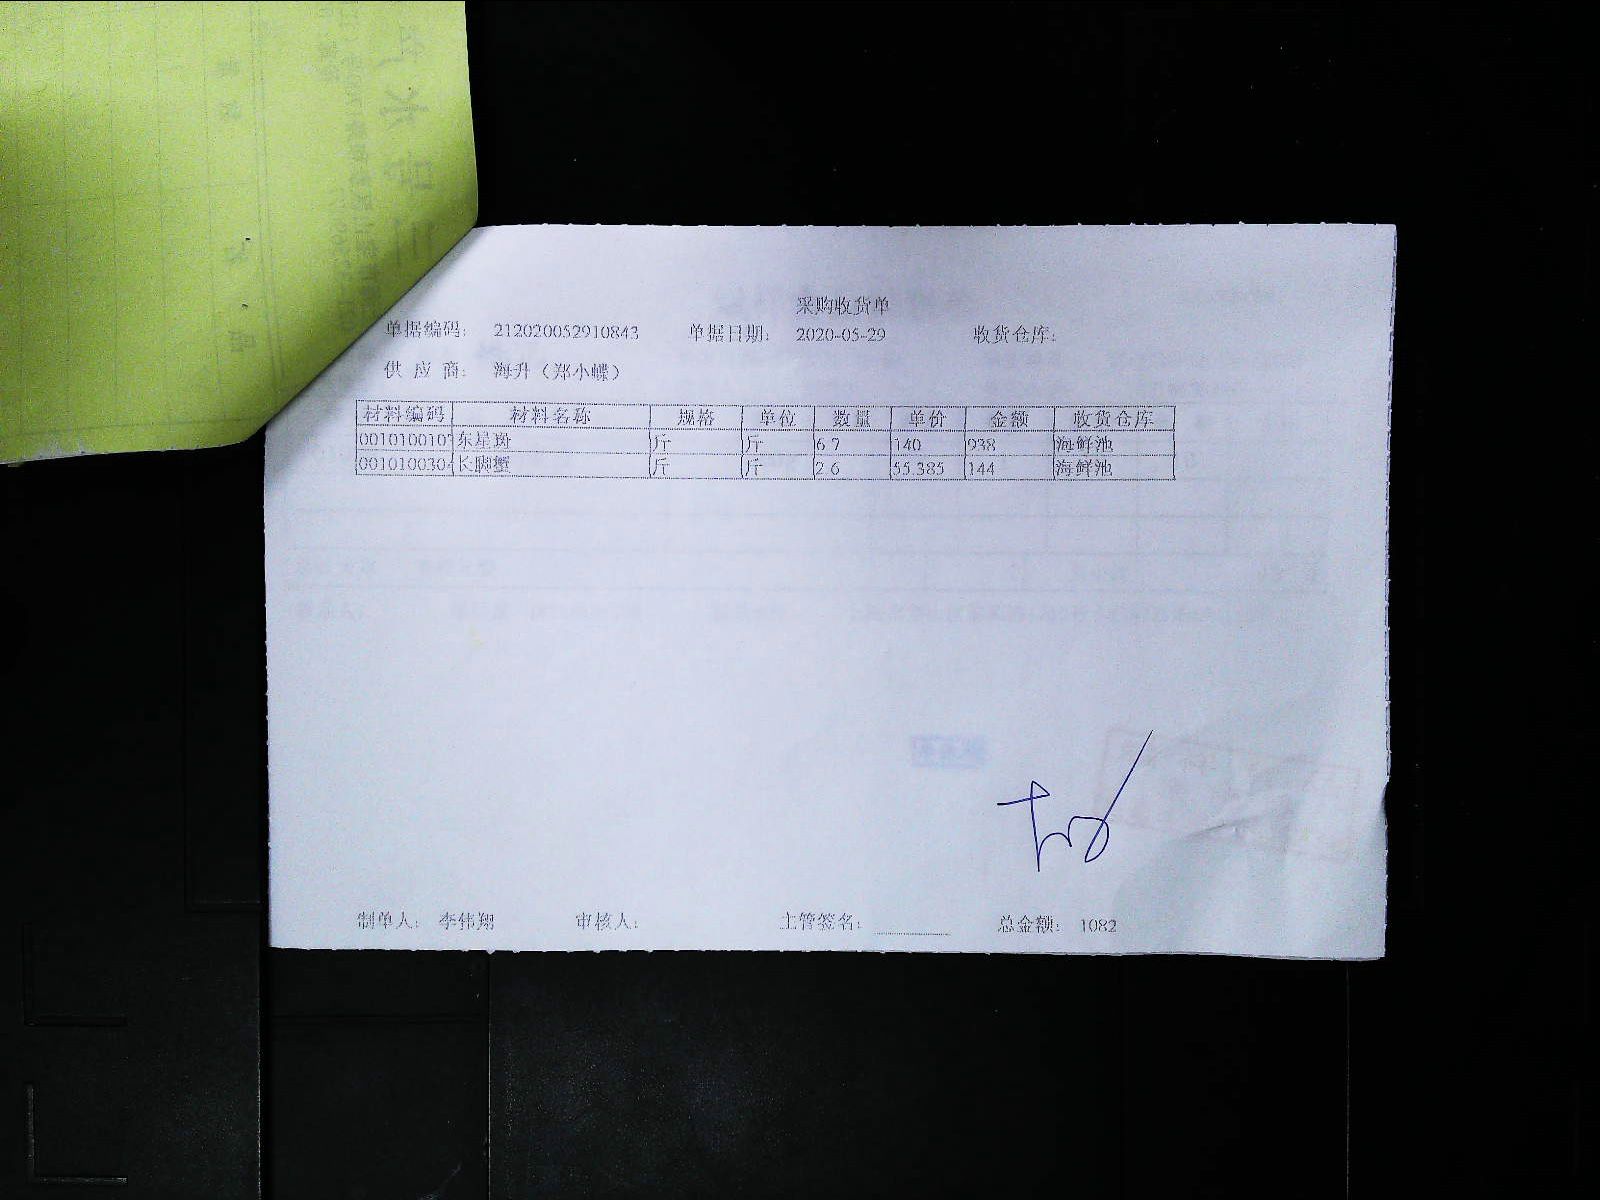 采购收货单
单据编码: 212020052910843 单据日期: 2020-05-29 收货仓库:
供 应 商: 海升（郑小蝶）
材料编码 材料名称 规格 单位 数量 单价 金额 收货仓库
0010100107 东星斑 斤 斤 6.7 140 938 海鲜池
0010100304 长脚蟹 斤 斤 2.6 55.385 144 海鲜池
制单人: 李伟翔 审核人: 主管签名: 总金额: 1082